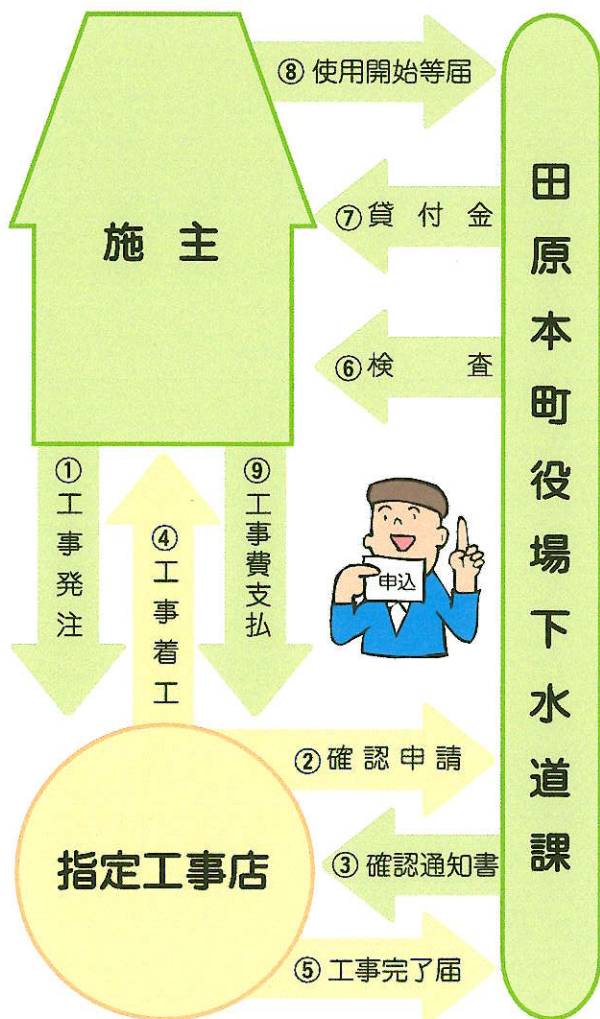 ⑧使用開始等届
⑦貸付金
施主
⑥検査
田原本町役場下水道課
①工事発注
④工事着工
⑨工事費支払
申込
②確認申請
指定工事店
③確認通知書
⑤工事完了届